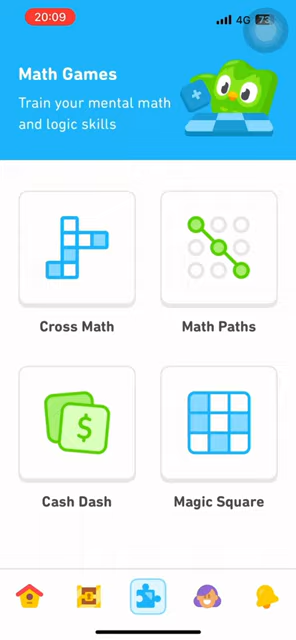 20:09
4G 73
Math Games
Train your mental math
and logic skills
Cross Math
Math Paths
$
Cash Dash
Magic Square